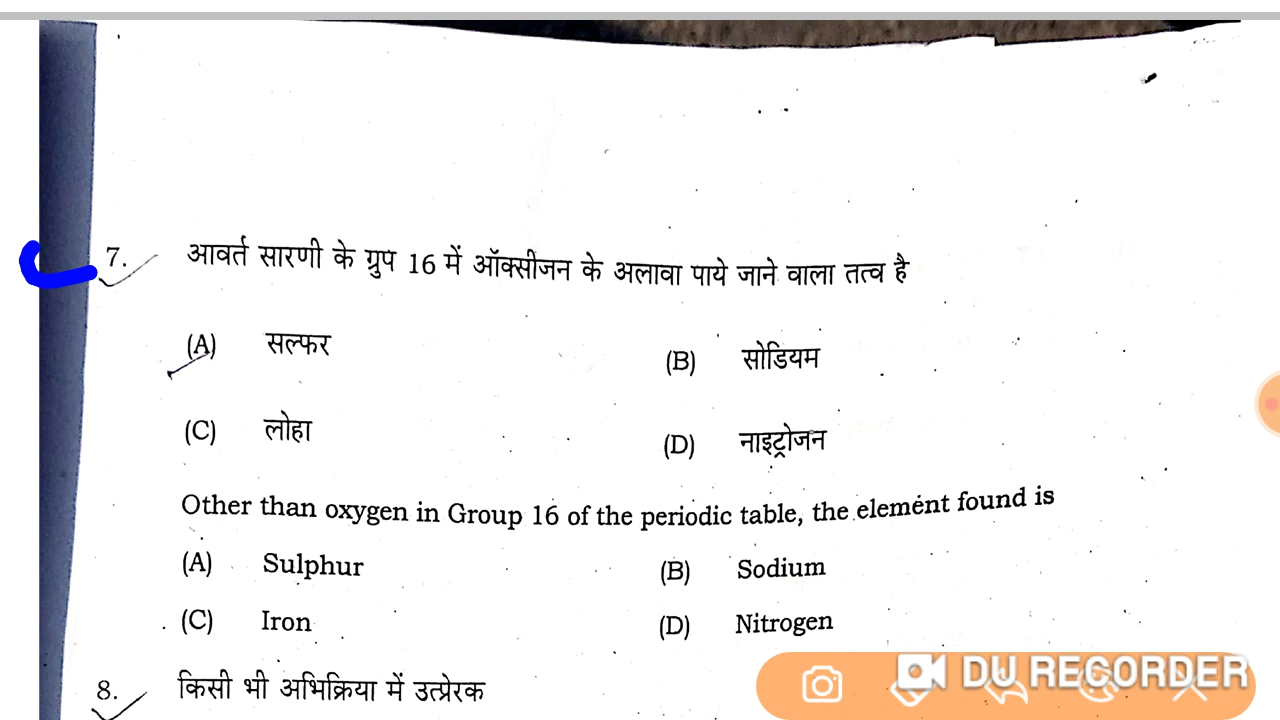 7. आवर्त सारणी के ग्रुप 16 में ऑक्सीजन के अलावा पाये जाने वाला तत्व है
(A) सल्फर (B) सोडियम
(C) लोहा (D) नाइट्रोजन
Other than oxygen in Group 16 of the periodic table, the element found is
(A) Sulphur (B) Sodium
(C) Iron (D) Nitrogen
8. किसी भी अभिक्रिया में उत्प्रेरक
DU RECORDER